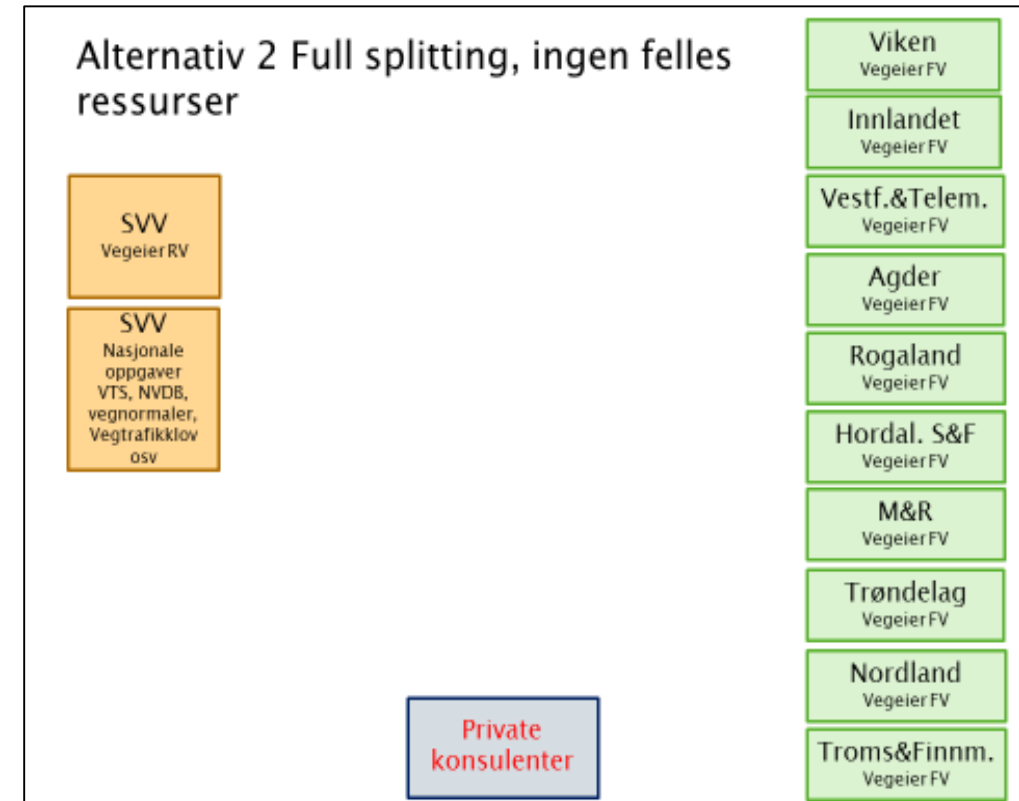 Alternativ 2 Full splitting, ingen felles
ressurser
SVV
Vegeier RV
SVV
Nasjonale
oppgaver
VTS, NVDB,
vegnormaler,
Vegtrafikklov
osv
Private
konsulenter
Viken
Vegeier FV
Innlandet
Vegeier FV
Vestf.&Telem.
Vegeier FV
Agder
Vegeier FV
Rogaland
Vegeier FV
Hordal. S&F
Vegeier FV
M&R
Vegeier FV
Trøndelag
Vegeier FV
Nordland
Vegeier FV
Troms&Finnm.
Vegeier FV